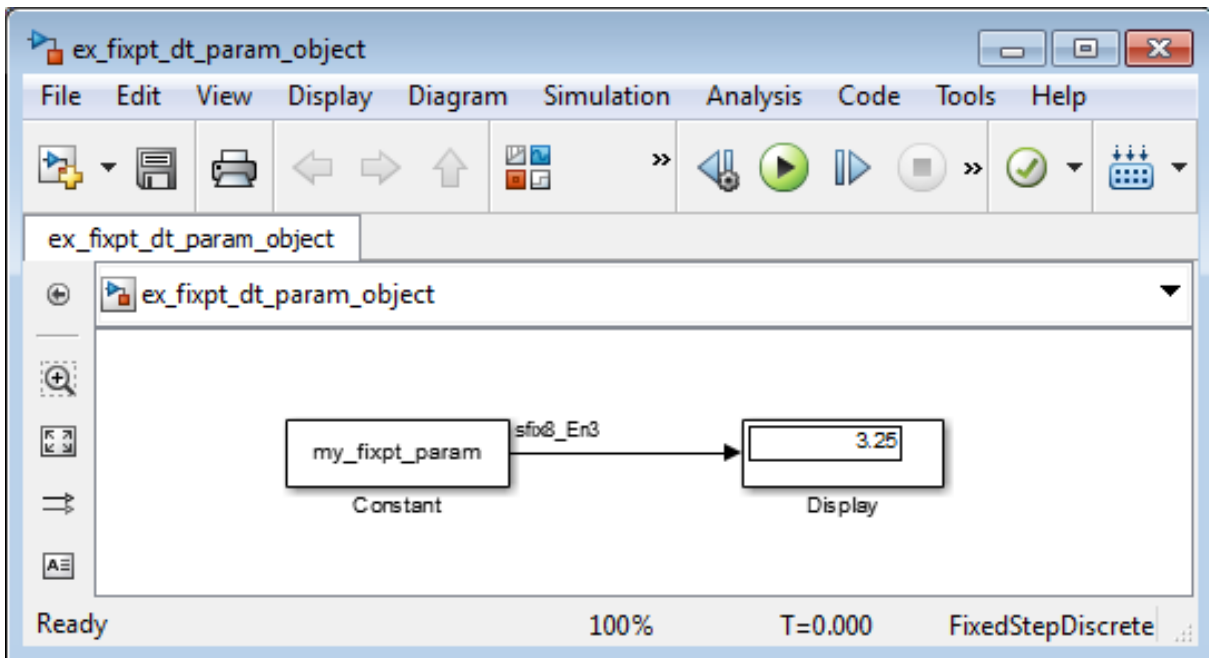 ex_fixpt_dt_param_object
File Edit View Display Diagram Simulation Analysis Code Tools Help
ex_fixpt_dt_param_object
ex_fixpt_dt_param_object
sfix8_En3
my_fixpt_param
3.25
Constant
Display
Ready 100% T=0.000 FixedStepDiscrete